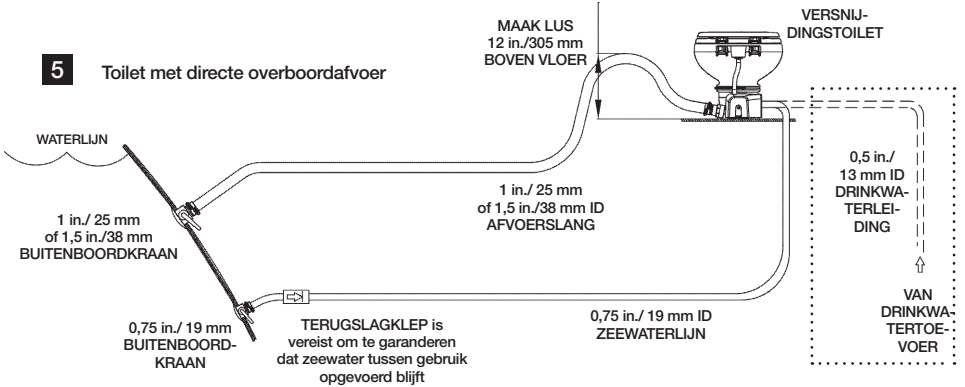 5 Toilet met directe overboordafvoer
MAAK LUS
12 in./305 mm
BOVEN VLOER
VERSNIJ-
DINGSTOILET
WATERLIJN
1 in./ 25 mm
of 1,5 in./38 mm
BUITENBOORDKRAAN
1 in./ 25 mm
of 1,5 in./38 mm ID
AFVOERSLANG
0,5 in./
13 mm ID
DRINKWA-
TERLEI-
DING
0,75 in./ 19 mm
BUITENBOORD-
KRAAN
TERUGSLAGKLEP is
vereist om te garanderen
dat zeewater tussen gebruik
opgevoerd blijft
0,75 in./ 19 mm ID
ZEEWATERLIJN
VAN
DRINKWA-
TERTOE-
VOER